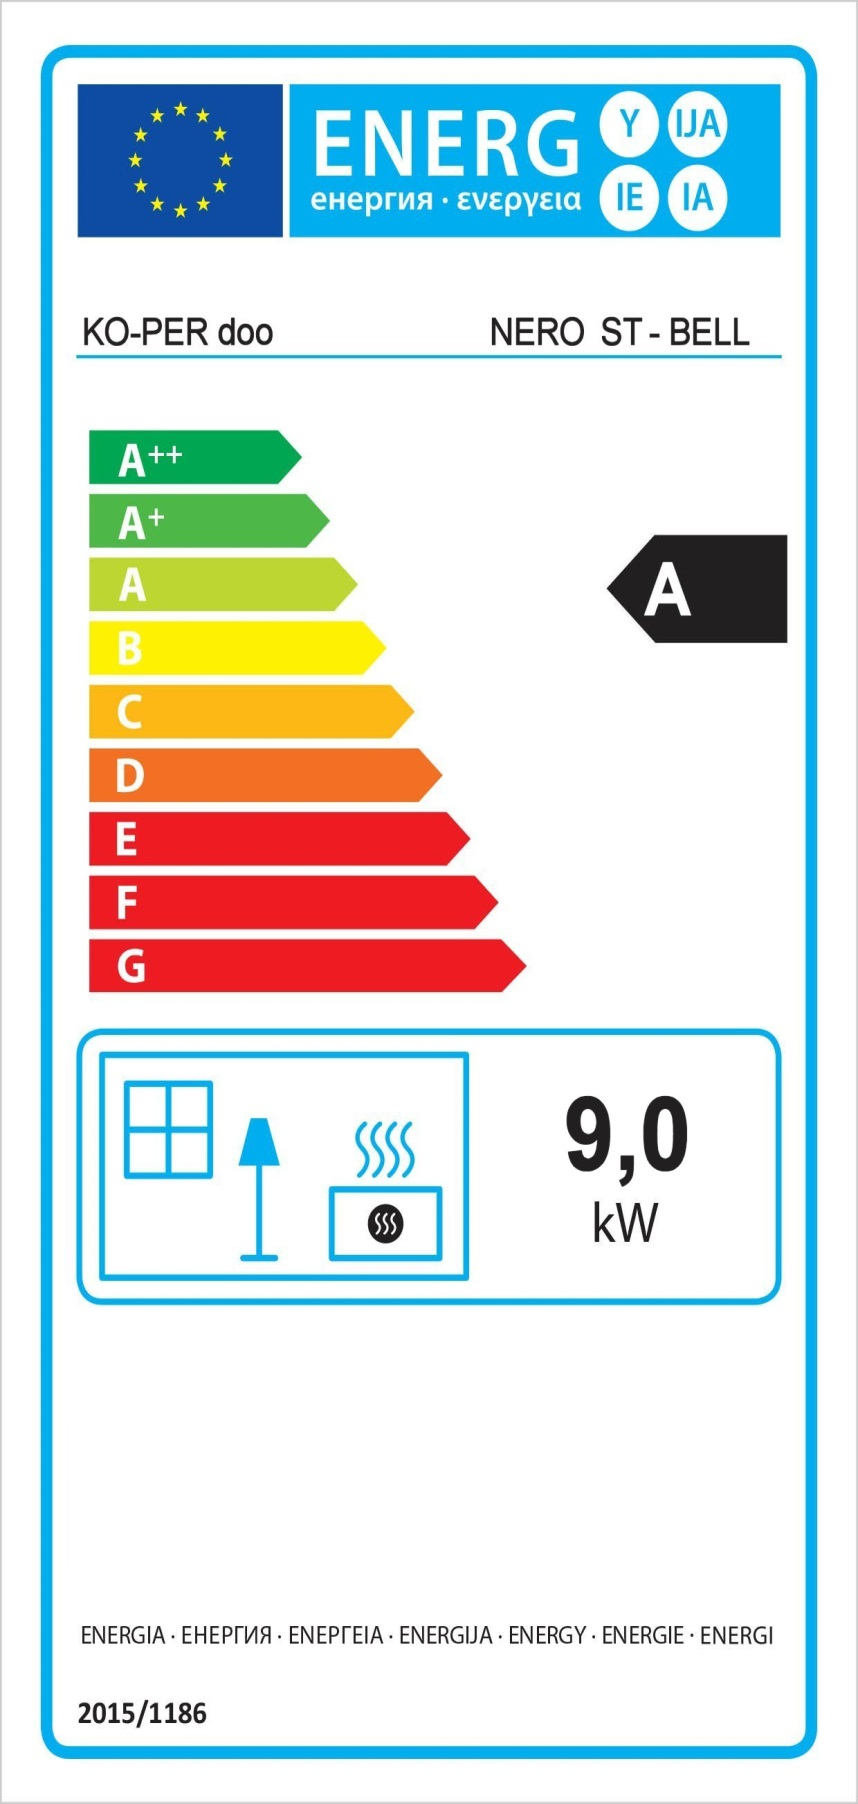 ENERG Y IJA
енергия · ενεργεια IE IA
KO-PER doo NERO ST - BELL
A++
A+
A
A
B
C
D
E
F
G
9,0
kW
ENERGIA · ЕНЕРГИЯ · ΕΝΕΡΓΕΙΑ · ENERGIJA · ENERGY · ENERGIE · ENERGI
2015/1186